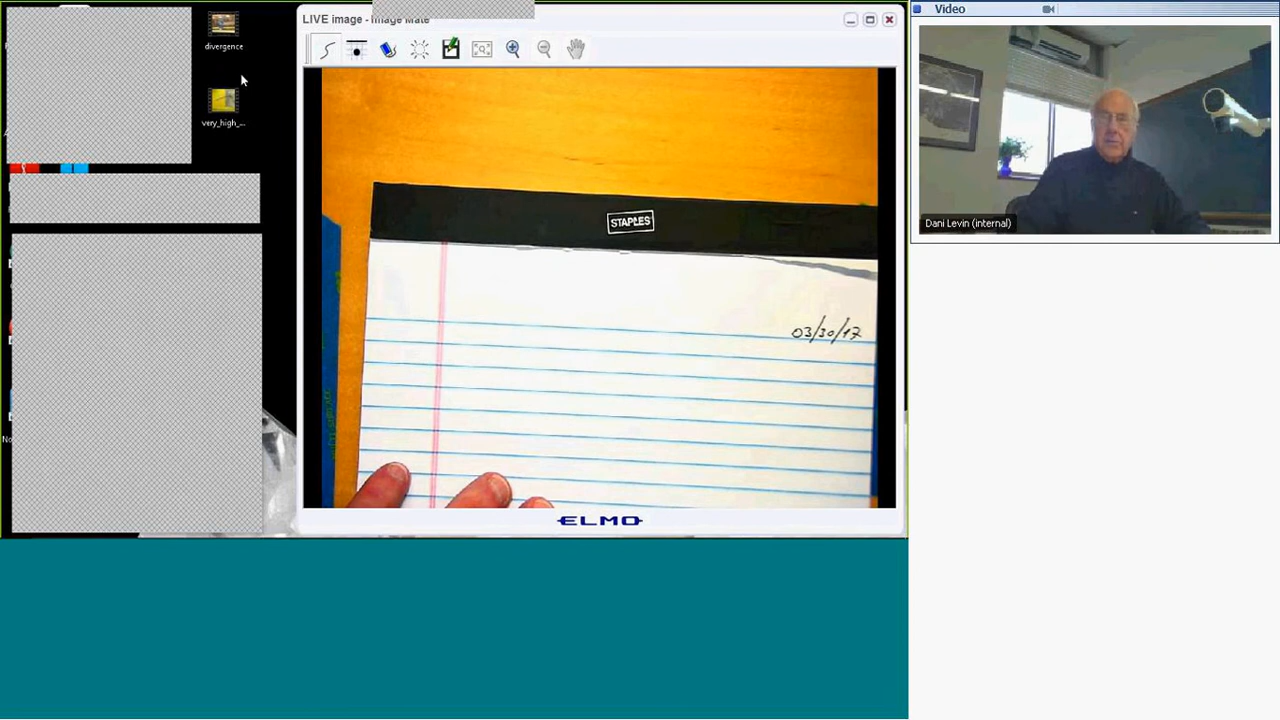 divergence
very_high_...
LIVE image - Image Mate
STAPLES
03/30/17
ELMO
Video
Dani Levin (internal)